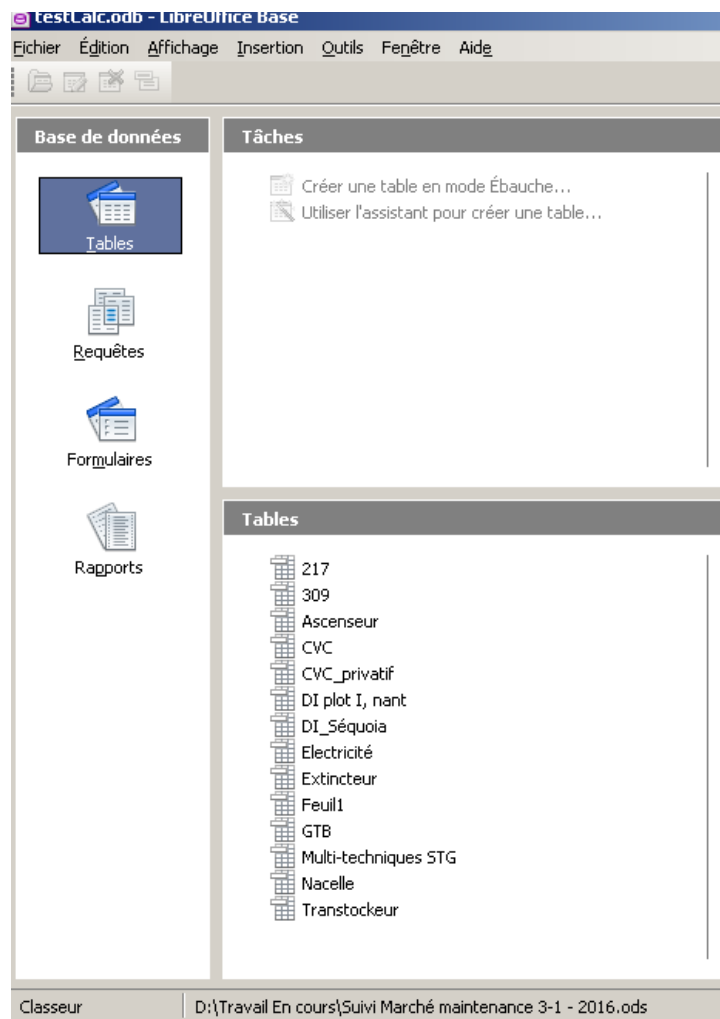 testCalc.odb - LibreOffice Base
Fichier Édition Affichage Insertion Outils Fenêtre Aide
Base de données
Tables
Requêtes
Formulaires
Rapports
Tâches
Créer une table en mode Ébauche...
Utiliser l'assistant pour créer une table...
Tables
217
309
Ascenseur
CVC
CVC_privatif
DI plot I, nant
DI_Séquoia
Electricité
Extincteur
Feuil1
GTB
Multi-techniques STG
Nacelle
Transtockeur
Classeur
D:\Travail En cours\Suivi Marché maintenance 3-1 - 2016.ods